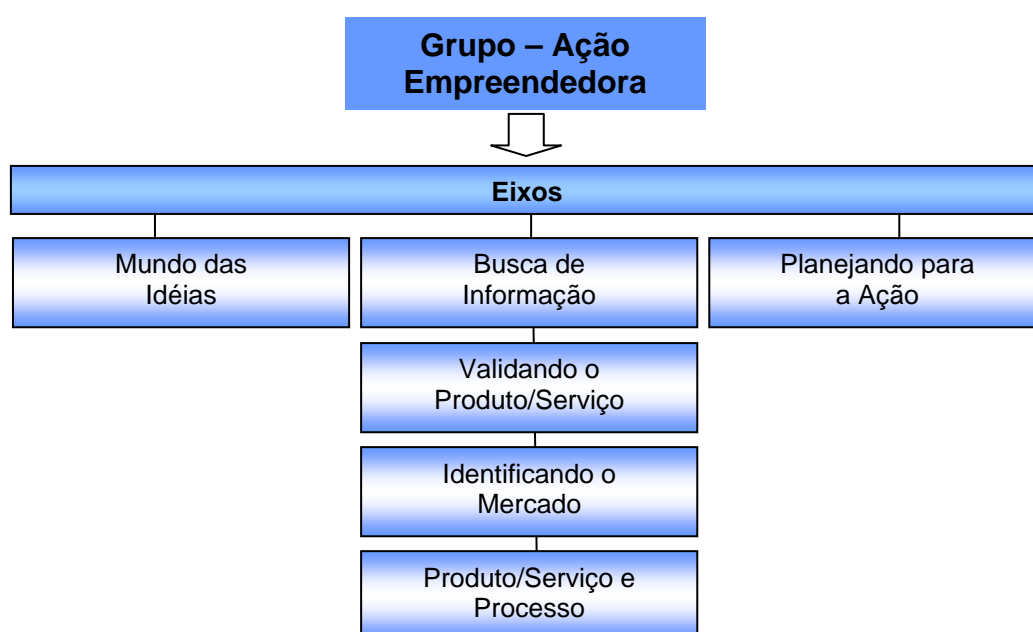 Grupo – Ação
Empreendedora
Eixos
Mundo das
Idéias
Busca de
Informação
Planejando para
a Ação
Validando o
Produto/Serviço
Identificando o
Mercado
Produto/Serviço e
Processo